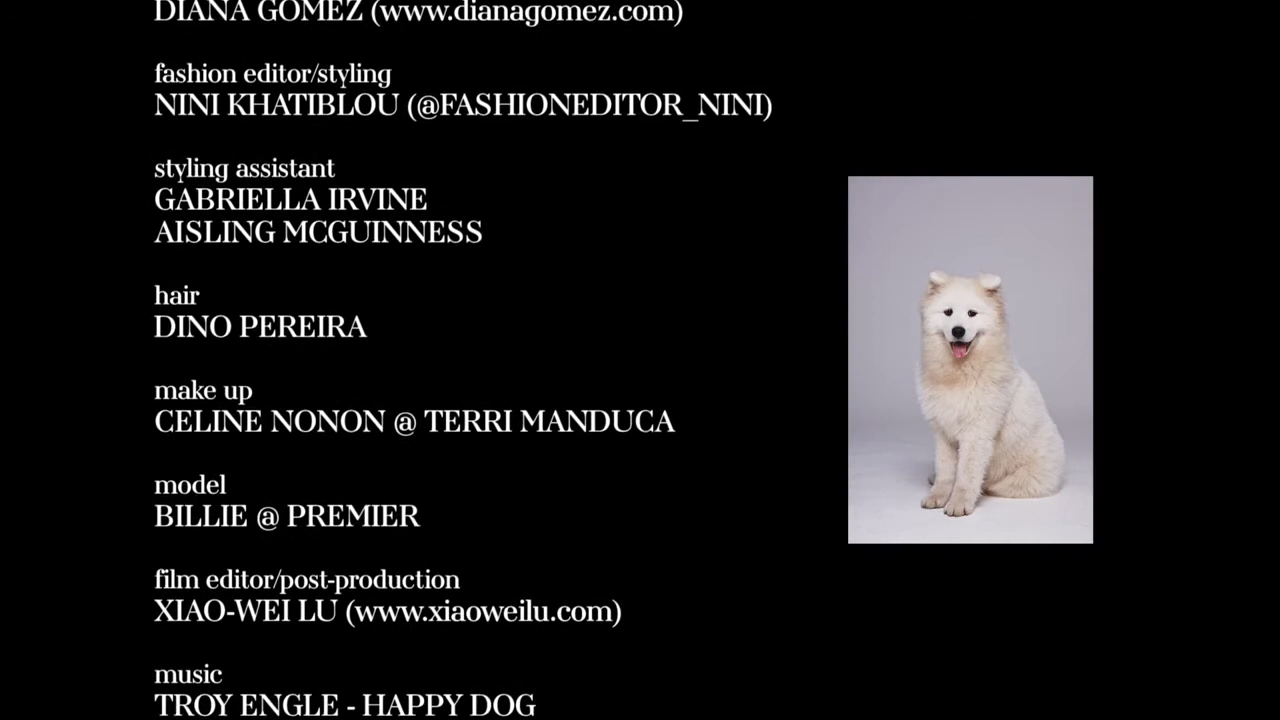 DIANA GOMEZ (www.dianagomez.com)
fashion editor/styling
NINI KHATIBLOU (@FASHIONEDITOR_NINI)
styling assistant
GABRIELLA IRVINE
AISLING MCGUINNESS
hair
DINO PEREIRA
make up
CELINE NONON @ TERRI MANDUCA
model
BILLIE @ PREMIER
film editor/post-production
XIAO-WEI LU (www.xiaoweilu.com)
music
TROY ENGLE - HAPPY DOG